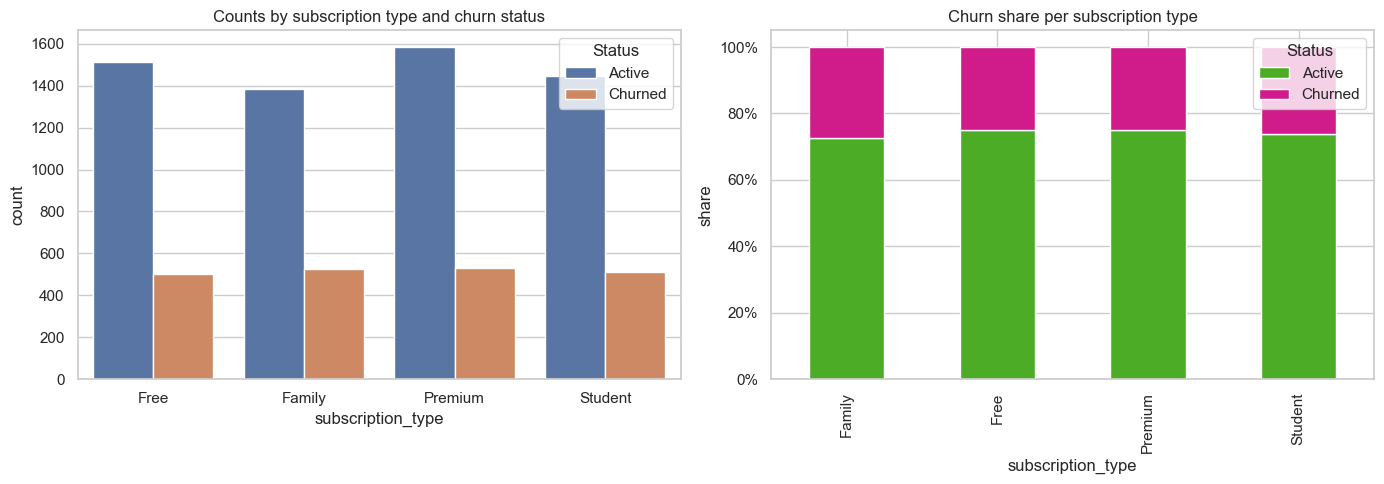 Counts by subscription type and churn status
1600
1400
1200
1000
800
600
400
200
0
count
Free
Family
Premium
Student
subscription_type
Status
Active
Churned
Churn share per subscription type
100%
80%
60%
40%
20%
0%
share
Family
Free
Premium
Student
subscription_type
Status
Active
Churned